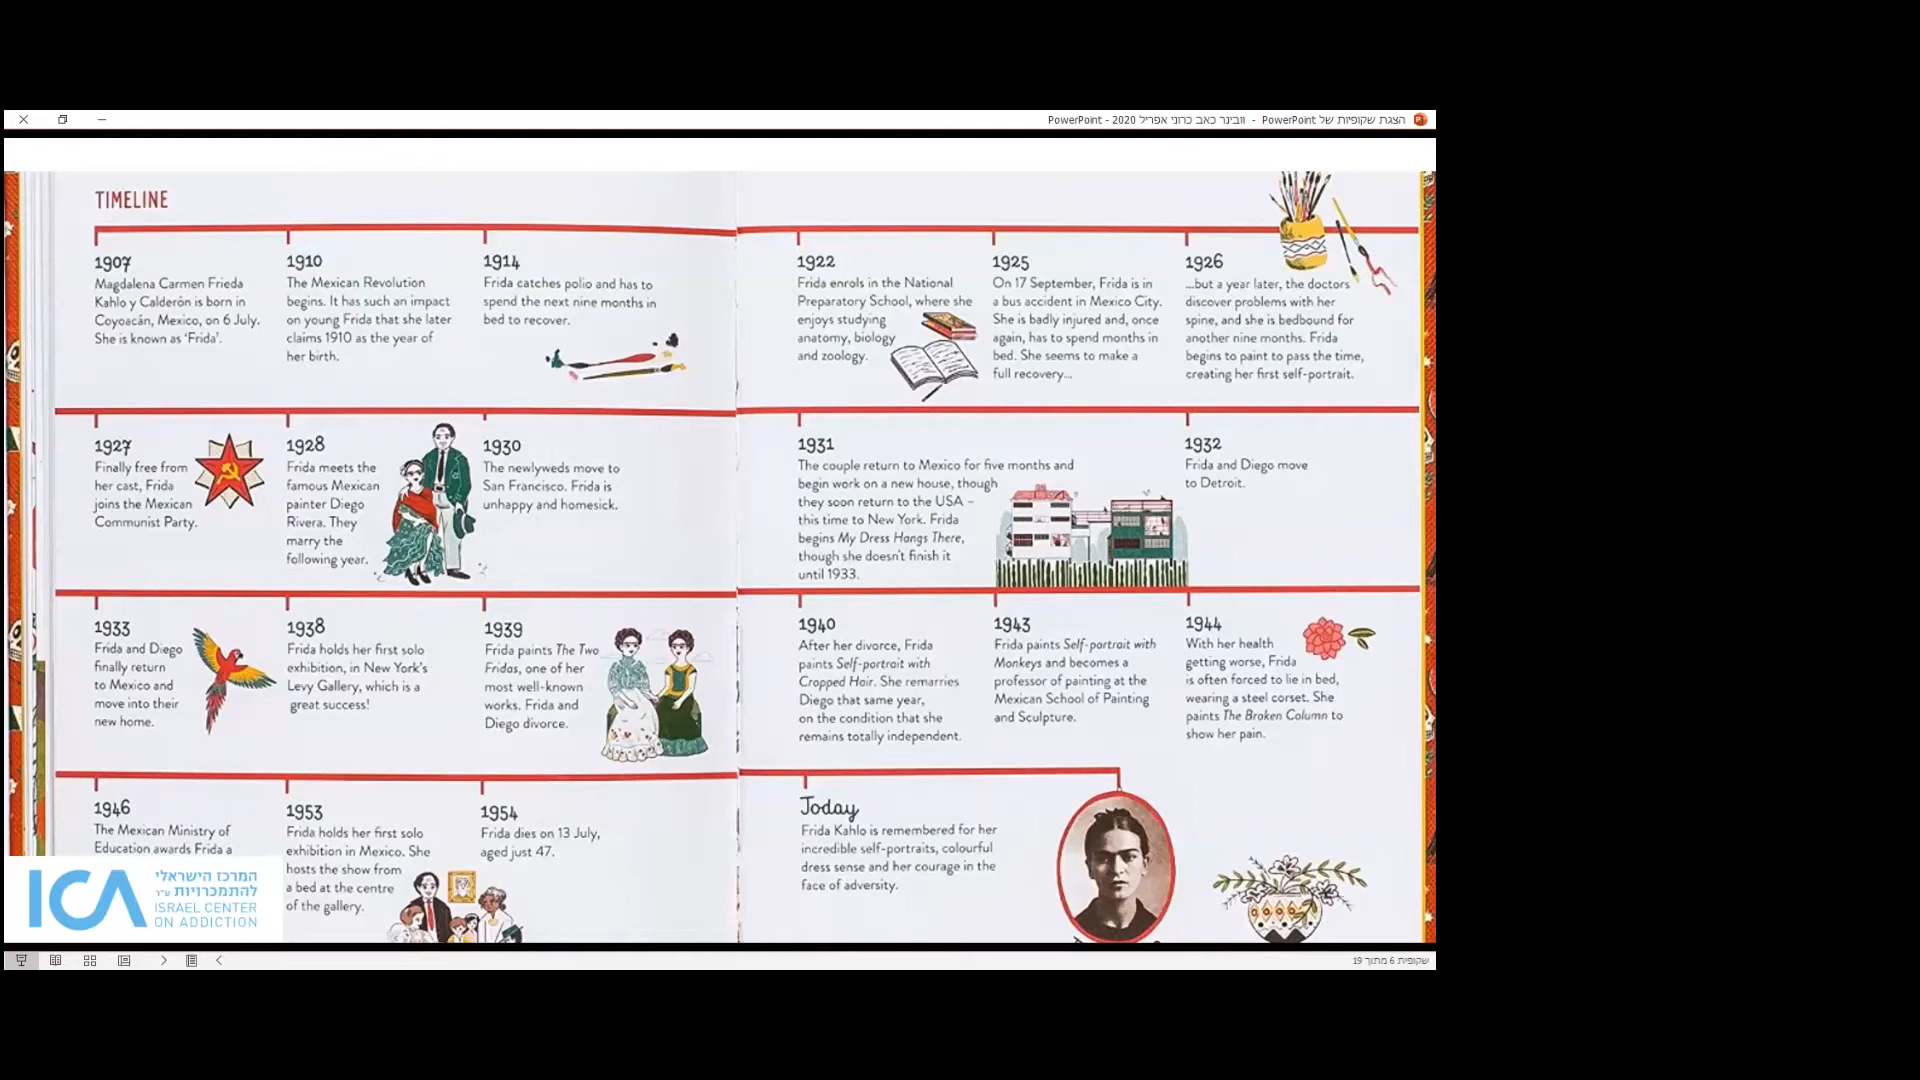 הצגת שקופיות של PowerPoint - וובינר כאב כרוני אפריל 2020 - PowerPoint
TIMELINE
1907
Magdalena Carmen Frieda
Kahlo y Calderón is born in
Coyoacán, Mexico, on 6 July.
She is known as ‘Frida’.
1910
The Mexican Revolution
begins. It has such an impact
on young Frida that she later
claims 1910 as the year of
her birth.
1914
Frida catches polio and has to
spend the next nine months in
bed to recover.
1922
Frida enrols in the National
Preparatory School, where she
enjoys studying
anatomy, biology
and zoology.
1925
On 17 September, Frida is in
a bus accident in Mexico City.
She is badly injured and, once
again, has to spend months in
bed. She seems to make a
full recovery...
1926
...but a year later, the doctors
discover problems with her
spine, and she is bedbound for
another nine months. Frida
begins to paint to pass the time,
creating her first self-portrait.
1927
Finally free from
her cast, Frida
joins the Mexican
Communist Party.
1928
Frida meets the
famous Mexican
painter Diego
Rivera. They
marry the
following year.
1930
The newlyweds move to
San Francisco. Frida is
unhappy and homesick.
1931
The couple return to Mexico for five months and
begin work on a new house, though
they soon return to the USA –
this time to New York. Frida
begins My Dress Hangs There,
though she doesn't finish it
until 1933.
1932
Frida and Diego move
to Detroit.
1933
Frida and Diego
finally return
to Mexico and
move into their
new home.
1938
Frida holds her first solo
exhibition, in New York's
Levy Gallery, which is a
great success!
1939
Frida paints The Two
Fridas, one of her
most well-known
works. Frida and
Diego divorce.
1940
After her divorce, Frida
paints Self-portrait with
Cropped Hair. She remarries
Diego that same year,
on the condition that she
remains totally independent.
1943
Frida paints Self-portrait with
Monkeys and becomes a
professor of painting at the
Mexican School of Painting
and Sculpture.
1944
With her health
getting worse, Frida
is often forced to lie in bed,
wearing a steel corset. She
paints The Broken Column to
show her pain.
1946
The Mexican Ministry of
Education awards Frida a
1953
Frida holds her first solo
exhibition in Mexico. She
hosts the show from
a bed at the centre
of the gallery.
1954
Frida dies on 13 July,
aged just 47.
Today
Frida Kahlo is remembered for her
incredible self-portraits, colourful
dress sense and her courage in the
face of adversity.
ICA
המרכז הישראלי
להתמכרויות ע״ר
ISRAEL CENTER
ON ADDICTION
שקופית 6 מתוך 19